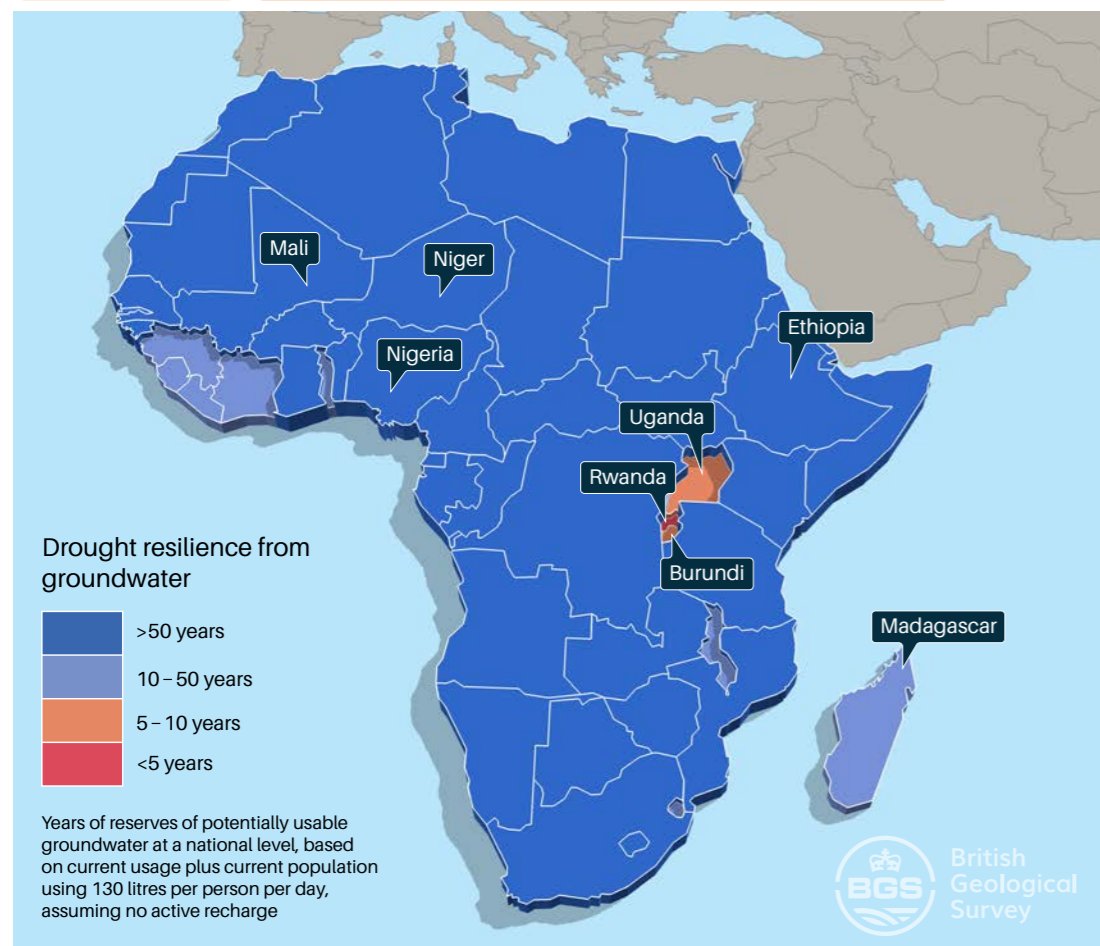 Mali
Niger
Nigeria
Ethiopia
Uganda
Rwanda
Burundi
Madagascar
Drought resilience from
groundwater
>50 years
10 – 50 years
5 – 10 years
<5 years
Years of reserves of potentially usable
groundwater at a national level, based
on current usage plus current population
using 130 litres per person per day,
assuming no active recharge
BGS
British
Geological
Survey